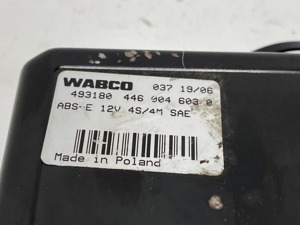 WABCO 037 19/06
493180 446 004 603 0
ABS-E 12V 4S/4M SAE
Made in Poland